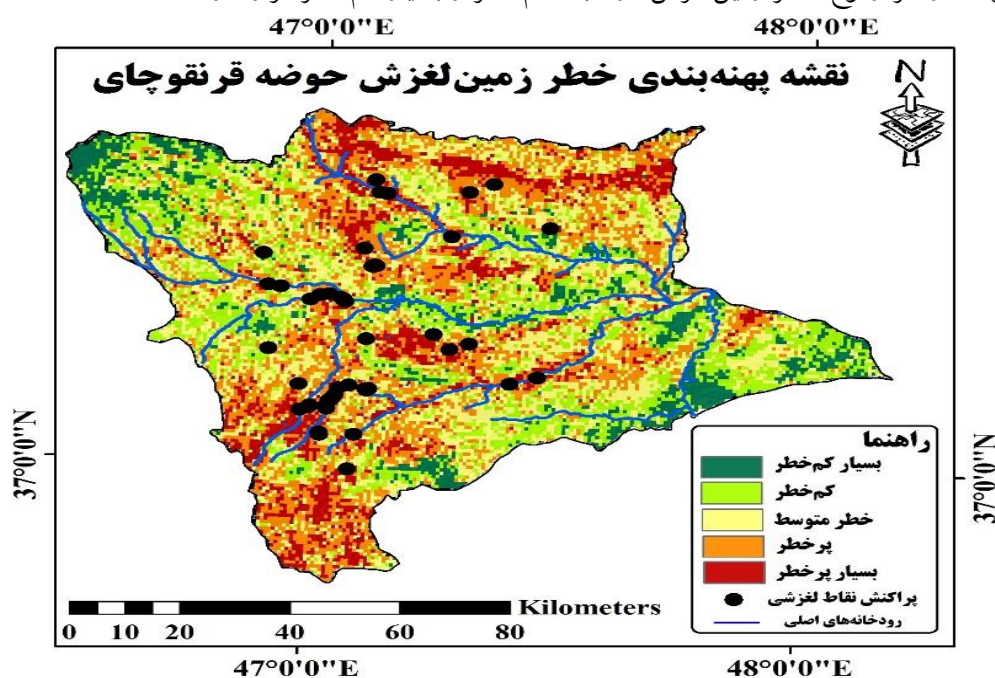 47°0'0"E 48°0'0"E
نقشه پهنه‌بندی خطر زمین‌لغزش حوضه قرنقوچای
N
37°0'0"N
37°0'0"N
راهنما
بسیار کم‌خطر
کم‌خطر
خطر متوسط
پرخطر
بسیار پرخطر
پراکنش نقاط لغزشی
رودخانه‌های اصلی
Kilometers
0 10 20 40 60 80
47°0'0"E 48°0'0"E